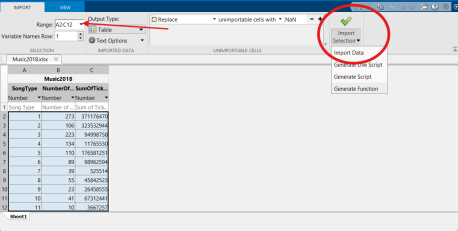 IMPORT VIEW
Range: A2:C12
Variable Names Row: 1
Output Type:
Table
Text Options
Replace unimportable cells with NaN
Import
Selection
SELECTION IMPORTED DATA UNIMPORTABLE CELLS
Import Data
Generate Live Script
Generate Script
Generate Function
Music2018.xlsx
A B C
Music2018
SongType NumberOf... SumOfTick...
Number Number Number
1 Song Type Number of ... Sum of Tick...
2 1 273 371176470
3 2 106 323532944
4 3 223 94998758
5 4 134 11765530
6 5 110 176581251
7 6 89 98962594
8 7 39 525514
9 8 55 45842523
10 9 23 26458555
11 10 41 67312441
12 11 10 3667257
Sheet1